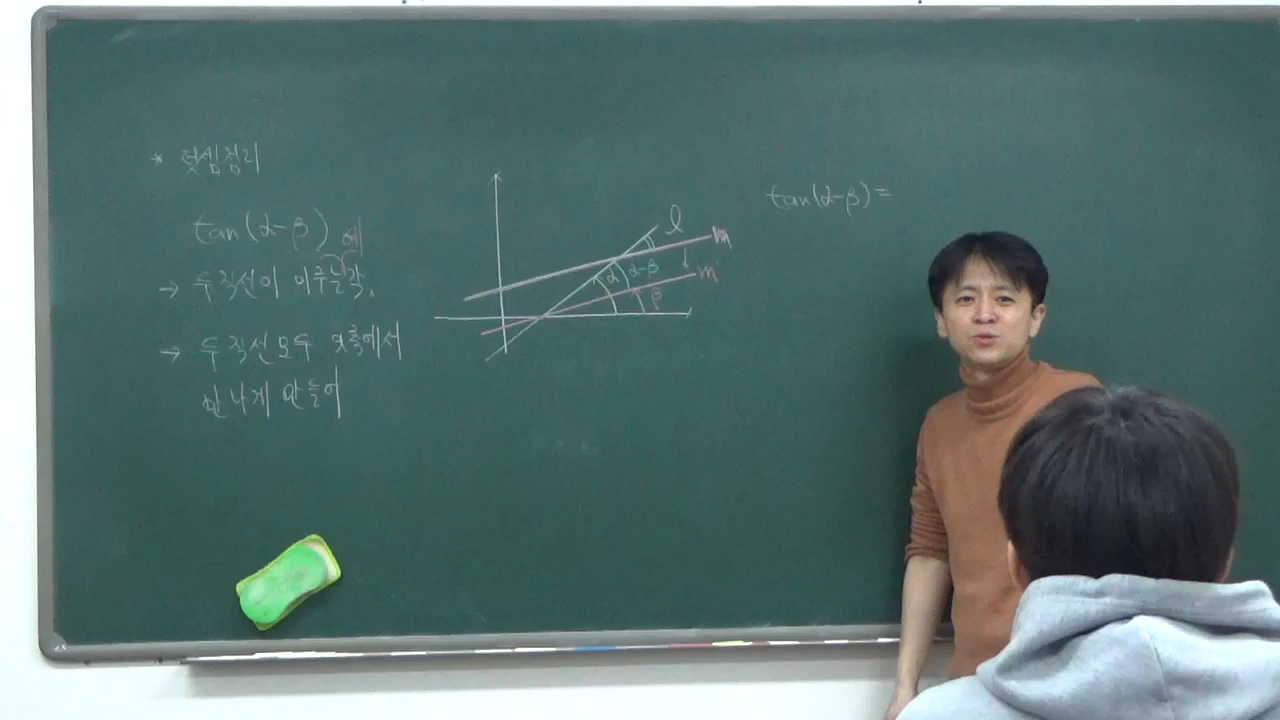 * 덧셈정리
tan(α-β) 예
→ 두 직선이 이루는 각.
→ 두 직선 모두 x축에서
만나게 만들어
l
m
α
α-β
m'
β
tan(α-β)=